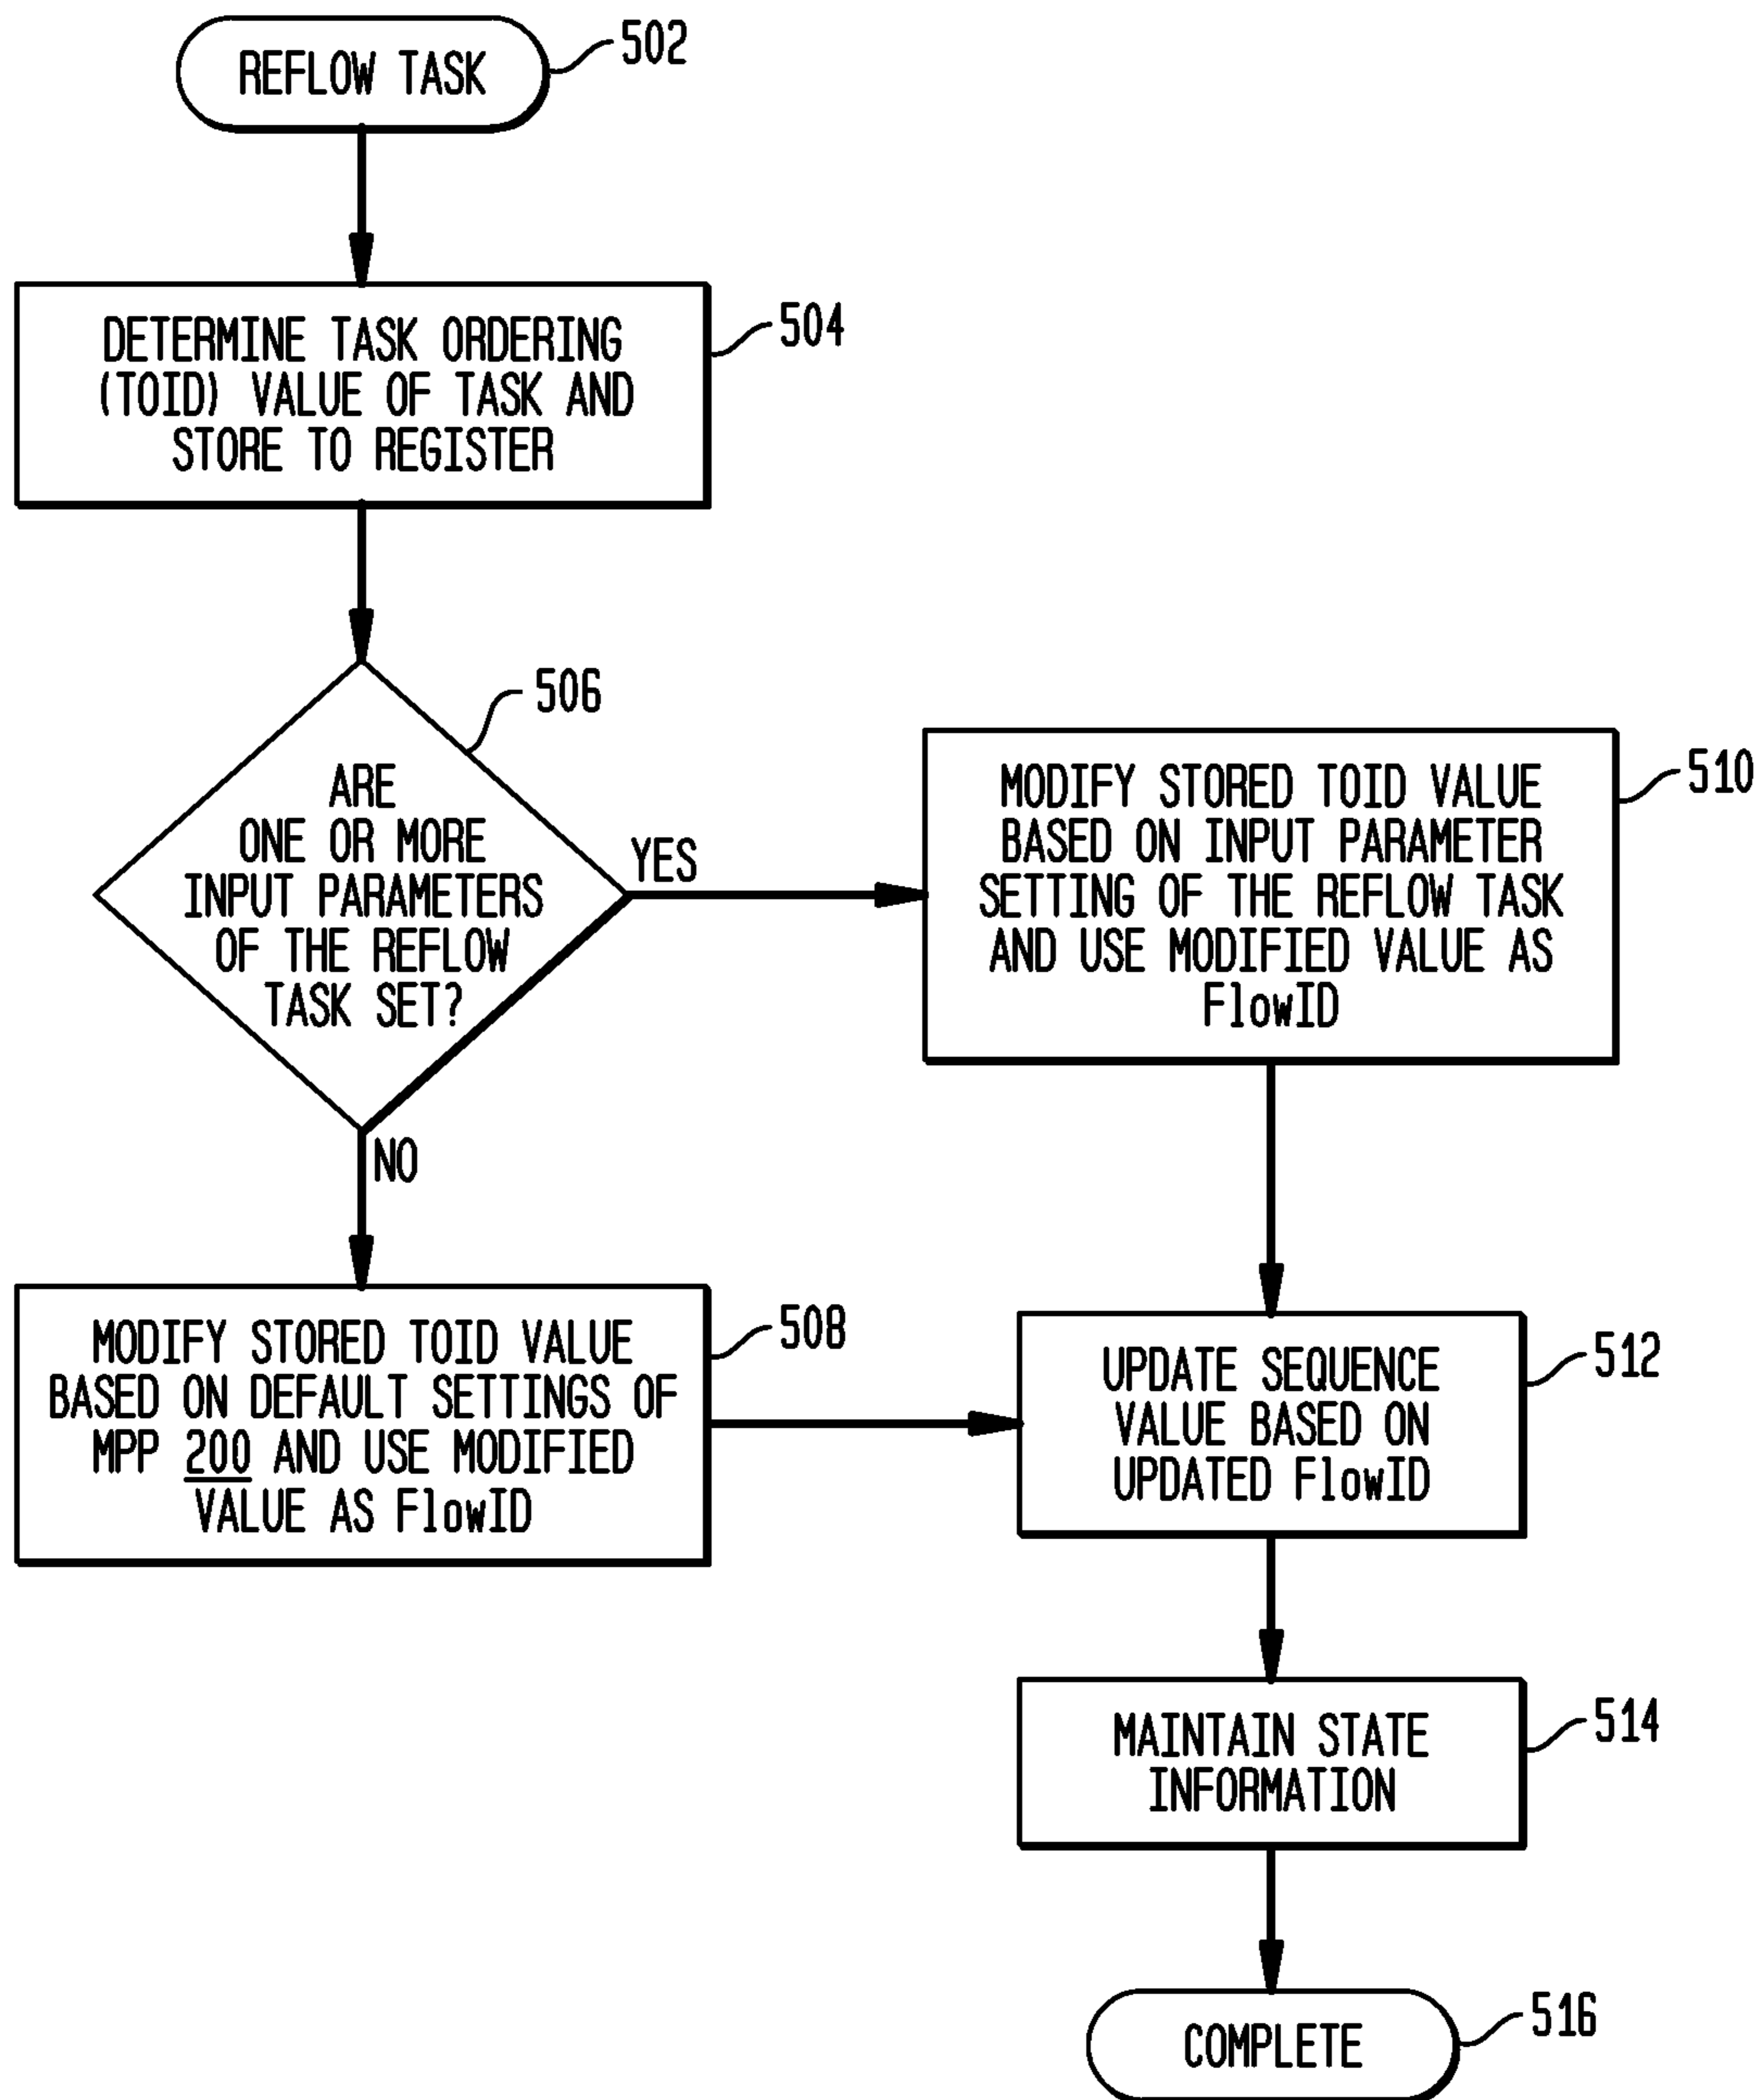 REFLOW TASK
502
DETERMINE TASK ORDERING
(TOID) VALUE OF TASK AND
STORE TO REGISTER
504
ARE
ONE OR MORE
INPUT PARAMETERS
OF THE REFLOW
TASK SET?
506
YES
NO
MODIFY STORED TOID VALUE
BASED ON INPUT PARAMETER
SETTING OF THE REFLOW TASK
AND USE MODIFIED VALUE AS
FlowID
510
MODIFY STORED TOID VALUE
BASED ON DEFAULT SETTINGS OF
MPP 200 AND USE MODIFIED
VALUE AS FlowID
508
UPDATE SEQUENCE
VALUE BASED ON
UPDATED FlowID
512
MAINTAIN STATE
INFORMATION
514
COMPLETE
516